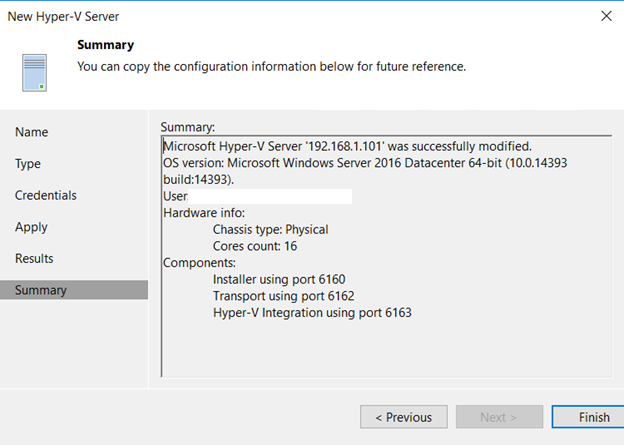 New Hyper-V Server
Summary
You can copy the configuration information below for future reference.
Name
Type
Credentials
Apply
Results
Summary
Summary:
Microsoft Hyper-V Server '192.168.1.101' was successfully modified.
OS version: Microsoft Windows Server 2016 Datacenter 64-bit (10.0.14393
build:14393).
User
Hardware info:
Chassis type: Physical
Cores count: 16
Components:
Installer using port 6160
Transport using port 6162
Hyper-V Integration using port 6163
< Previous
Next >
Finish